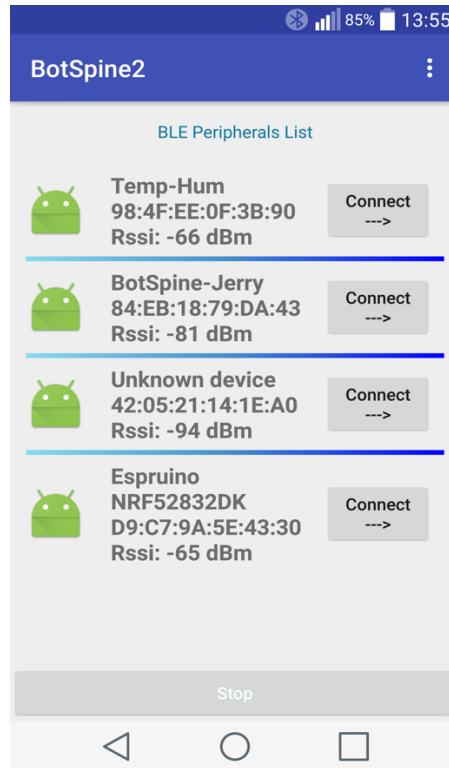 85% 13:55
BotSpine2
BLE Peripherals List
Temp-Hum
98:4F:EE:0F:3B:90
Rssi: -66 dBm
Connect
--->
BotSpine-Jerry
84:EB:18:79:DA:43
Rssi: -81 dBm
Connect
--->
Unknown device
42:05:21:14:1E:A0
Rssi: -94 dBm
Connect
--->
Espruino
NRF52832DK
D9:C7:9A:5E:43:30
Rssi: -65 dBm
Connect
--->
Stop